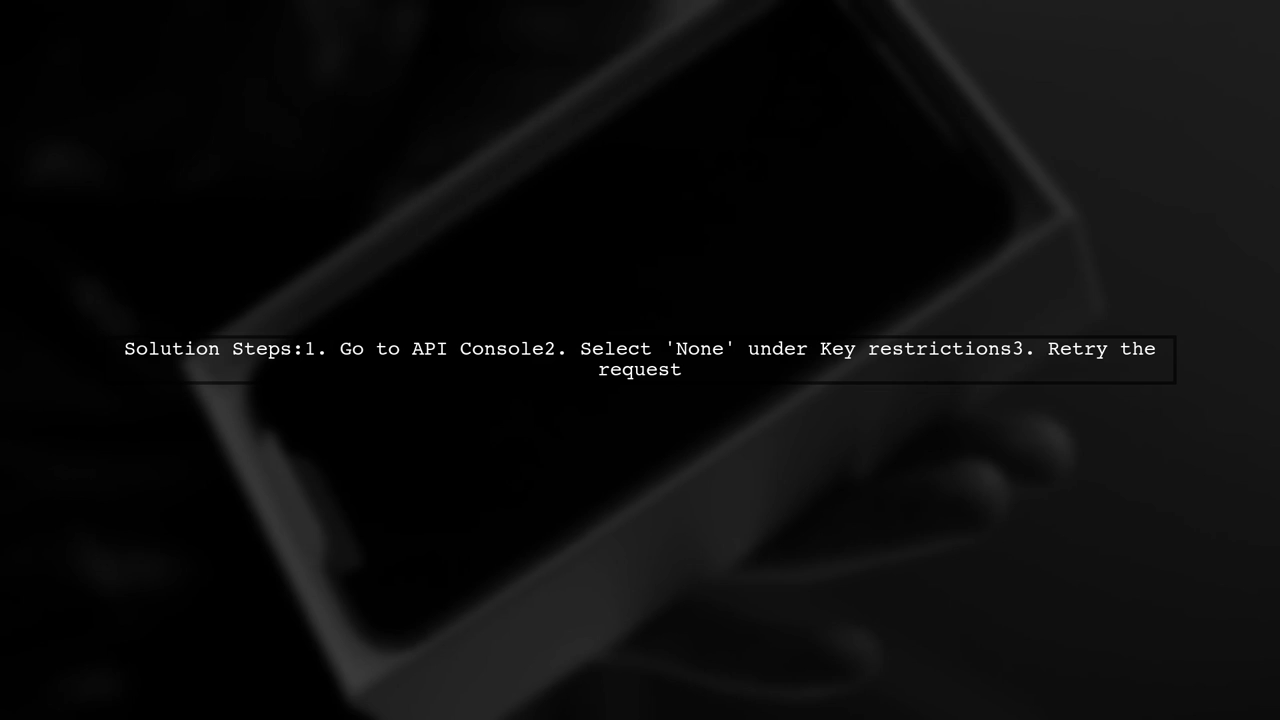 Solution Steps:1. Go to API Console2. Select 'None' under Key restrictions3. Retry the
request